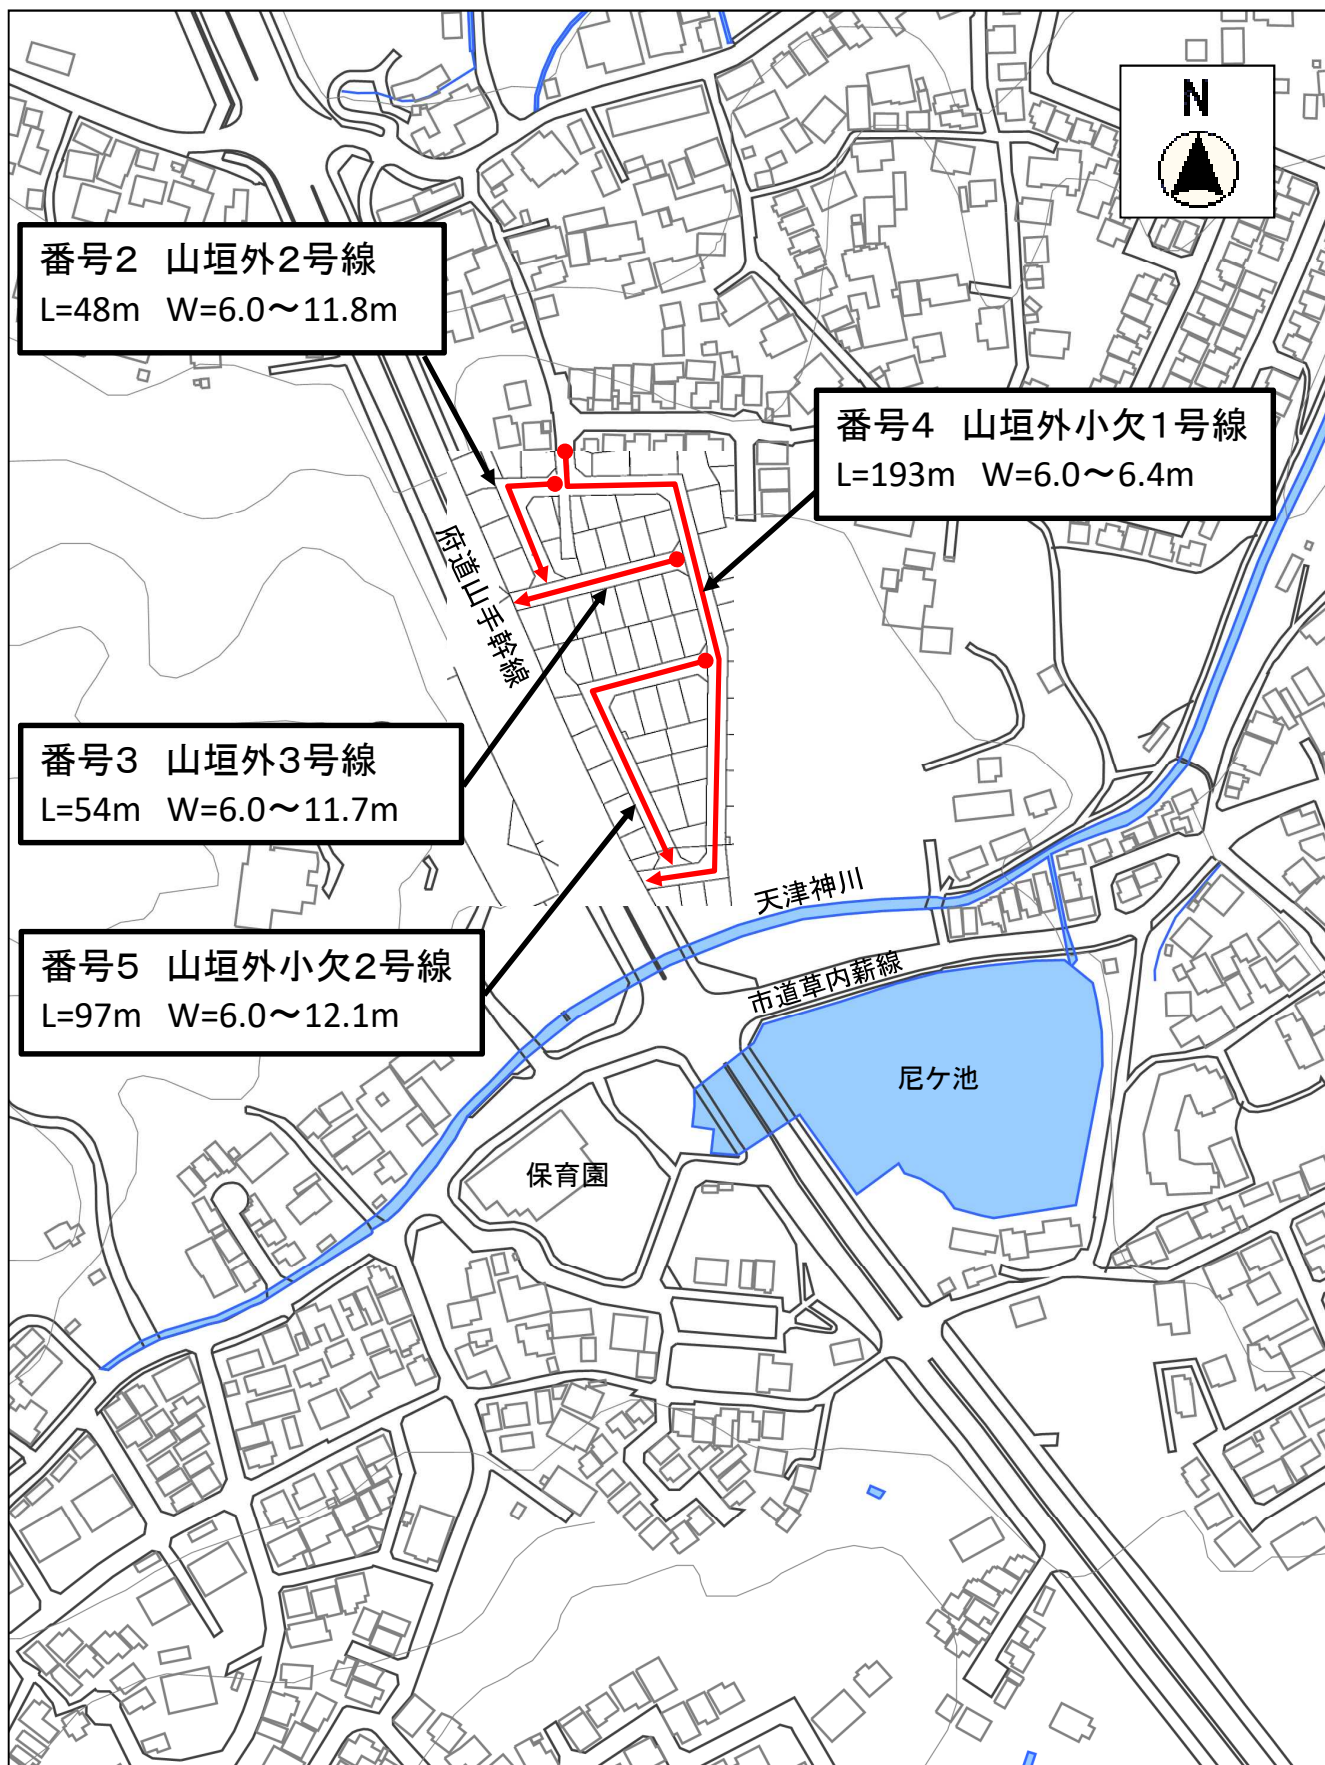 N
番号2 山垣外2号線
L=48m W=6.0～11.8m
番号4 山垣外小欠1号線
L=193m W=6.0～6.4m
府道山手幹線
番号3 山垣外3号線
L=54m W=6.0～11.7m
天津神川
番号5 山垣外小欠2号線
L=97m W=6.0～12.1m
市道草内薪線
尼ケ池
保育園